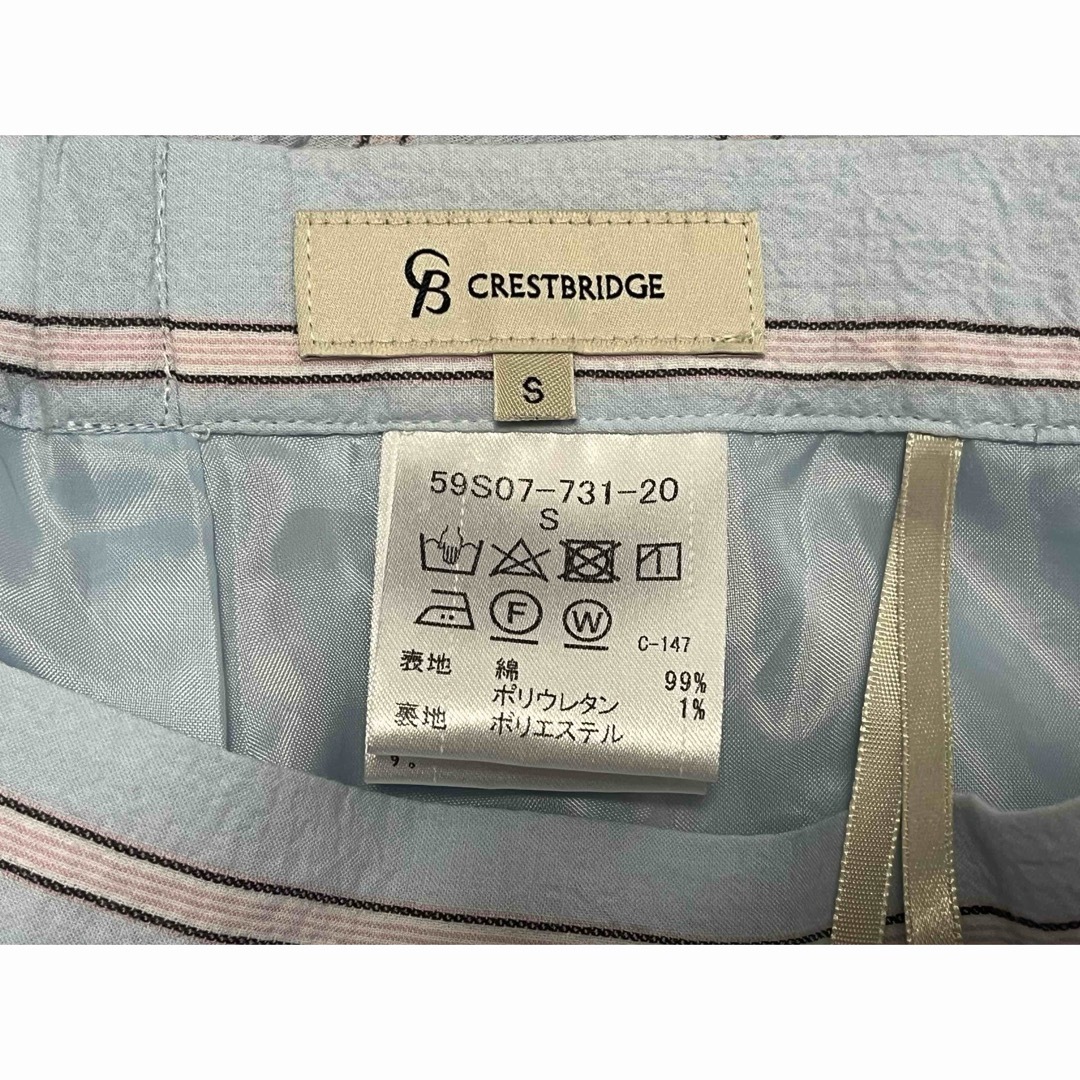 CB CRESTBRIDGE
S
59S07-731-20
S
F W C-147
表地 綿 99%
ポリウレタン 1%
裏地 ポリエステル